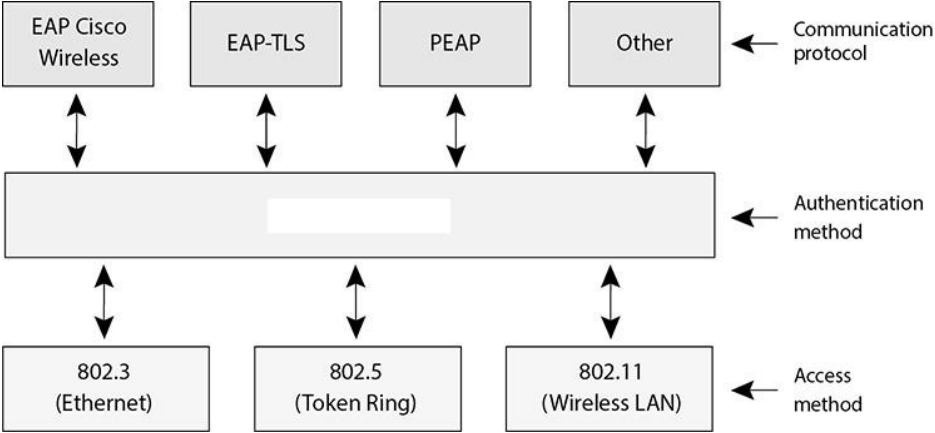 EAP Cisco
Wireless
EAP-TLS
PEAP
Other
Communication
protocol
Authentication
method
802.3
(Ethernet)
802.5
(Token Ring)
802.11
(Wireless LAN)
Access
method